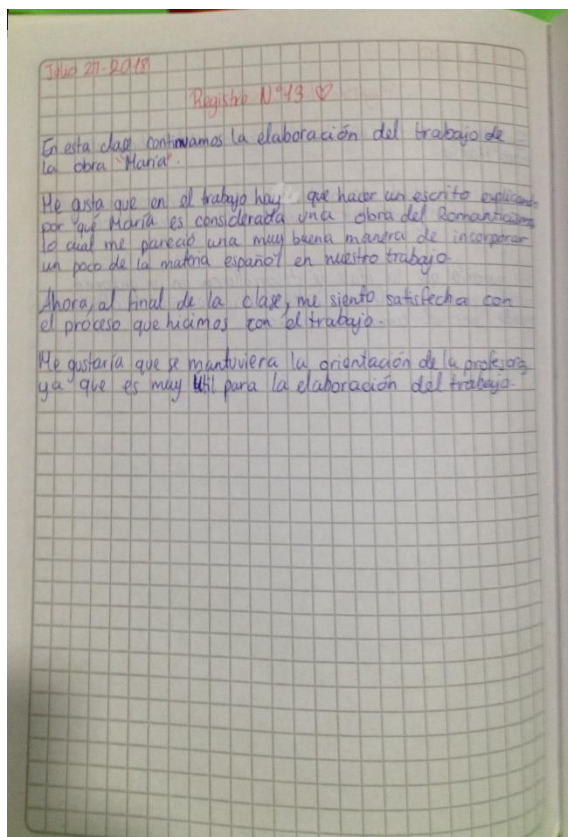 Julio 27-2018
Registro N°13 ♡
En esta clase continuamos la elaboración del trabajo de
la obra "María".
Me gusta que en el trabajo hay que hacer un escrito explicando
por qué María es considerada una obra del Romanticismo
lo cual me pareció una muy buena manera de incorporar
un poco de la materia español en nuestro trabajo.
Ahora, al final de la clase, me siento satisfecha con
el proceso que hicimos con el trabajo.
Me gustaría que se mantuviera la orientación de la profesora
ya que es muy útil para la elaboración del trabajo.